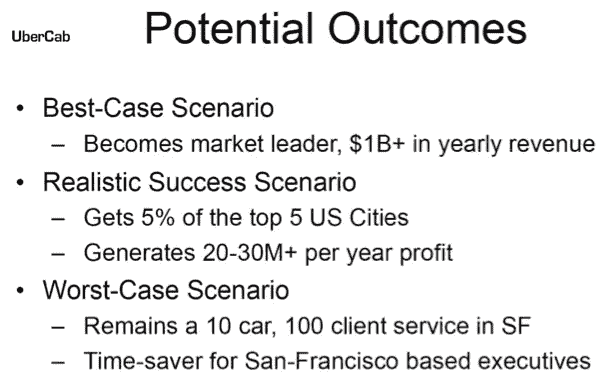 UberCab
Potential Outcomes
• Best-Case Scenario
– Becomes market leader, $1B+ in yearly revenue
• Realistic Success Scenario
– Gets 5% of the top 5 US Cities
– Generates 20-30M+ per year profit
• Worst-Case Scenario
– Remains a 10 car, 100 client service in SF
– Time-saver for San-Francisco based executives